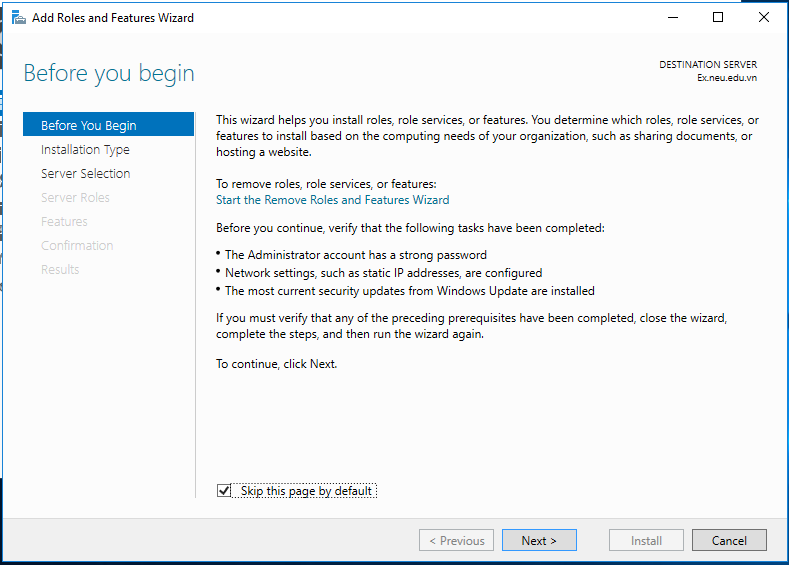 Add Roles and Features Wizard
Before you begin
DESTINATION SERVER
Ex.neu.edu.vn
Before You Begin
Installation Type
Server Selection
Server Roles
Features
Confirmation
Results
This wizard helps you install roles, role services, or features. You determine which roles, role services, or
features to install based on the computing needs of your organization, such as sharing documents, or
hosting a website.
To remove roles, role services, or features:
Start the Remove Roles and Features Wizard
Before you continue, verify that the following tasks have been completed:
• The Administrator account has a strong password
• Network settings, such as static IP addresses, are configured
• The most current security updates from Windows Update are installed
If you must verify that any of the preceding prerequisites have been completed, close the wizard,
complete the steps, and then run the wizard again.
To continue, click Next.
Skip this page by default
< Previous
Next >
Install
Cancel